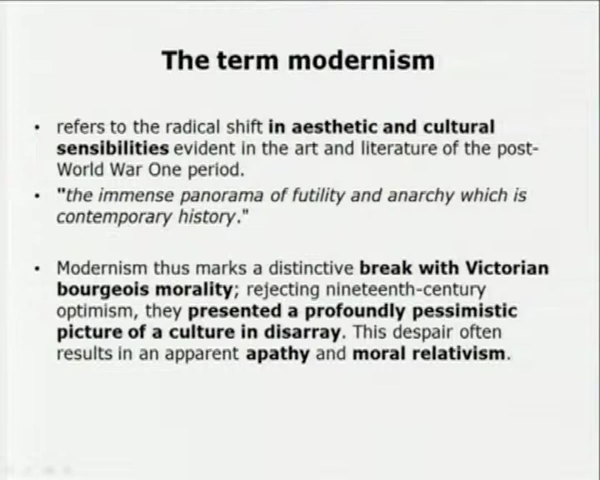 The term modernism
• refers to the radical shift in aesthetic and cultural
sensibilities evident in the art and literature of the post-
World War One period.
• "the immense panorama of futility and anarchy which is
contemporary history."
• Modernism thus marks a distinctive break with Victorian
bourgeois morality; rejecting nineteenth-century
optimism, they presented a profoundly pessimistic
picture of a culture in disarray. This despair often
results in an apparent apathy and moral relativism.